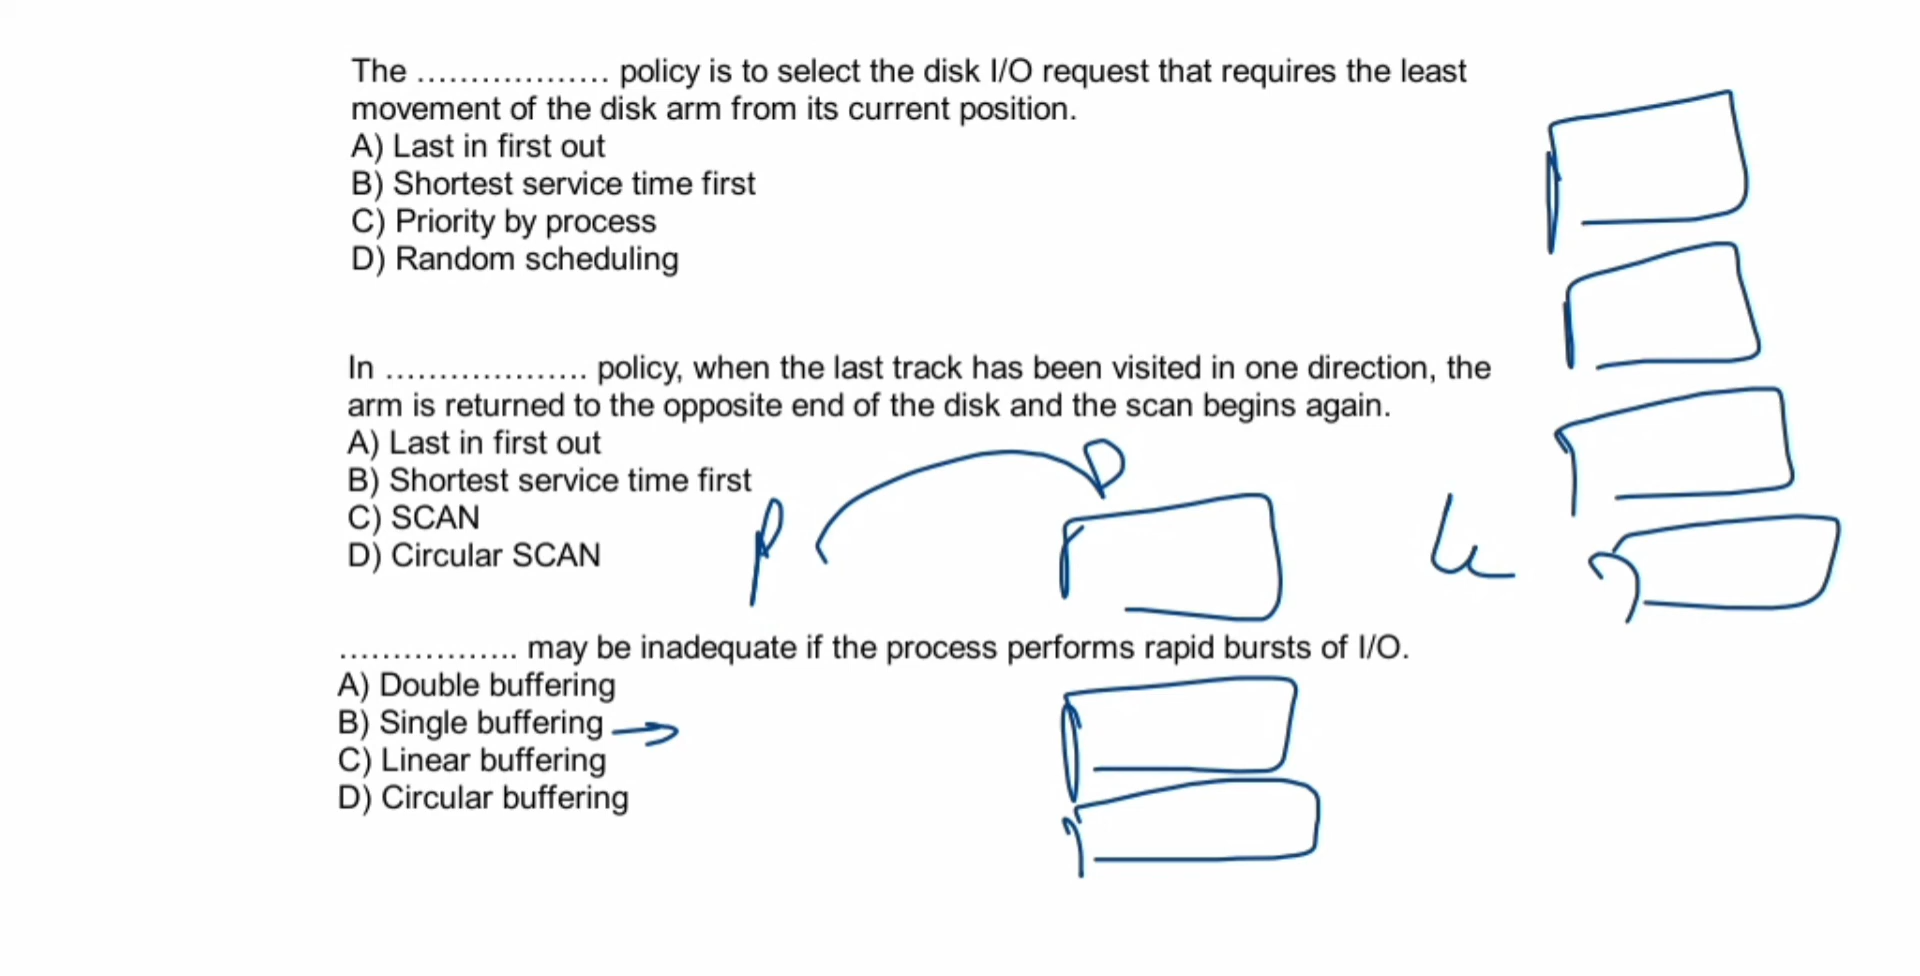 The .................. policy is to select the disk I/O request that requires the least
movement of the disk arm from its current position.
A) Last in first out
B) Shortest service time first
C) Priority by process
D) Random scheduling
In ................... policy, when the last track has been visited in one direction, the
arm is returned to the opposite end of the disk and the scan begins again.
A) Last in first out
B) Shortest service time first
C) SCAN
D) Circular SCAN
................. may be inadequate if the process performs rapid bursts of I/O.
A) Double buffering
B) Single buffering
C) Linear buffering
D) Circular buffering